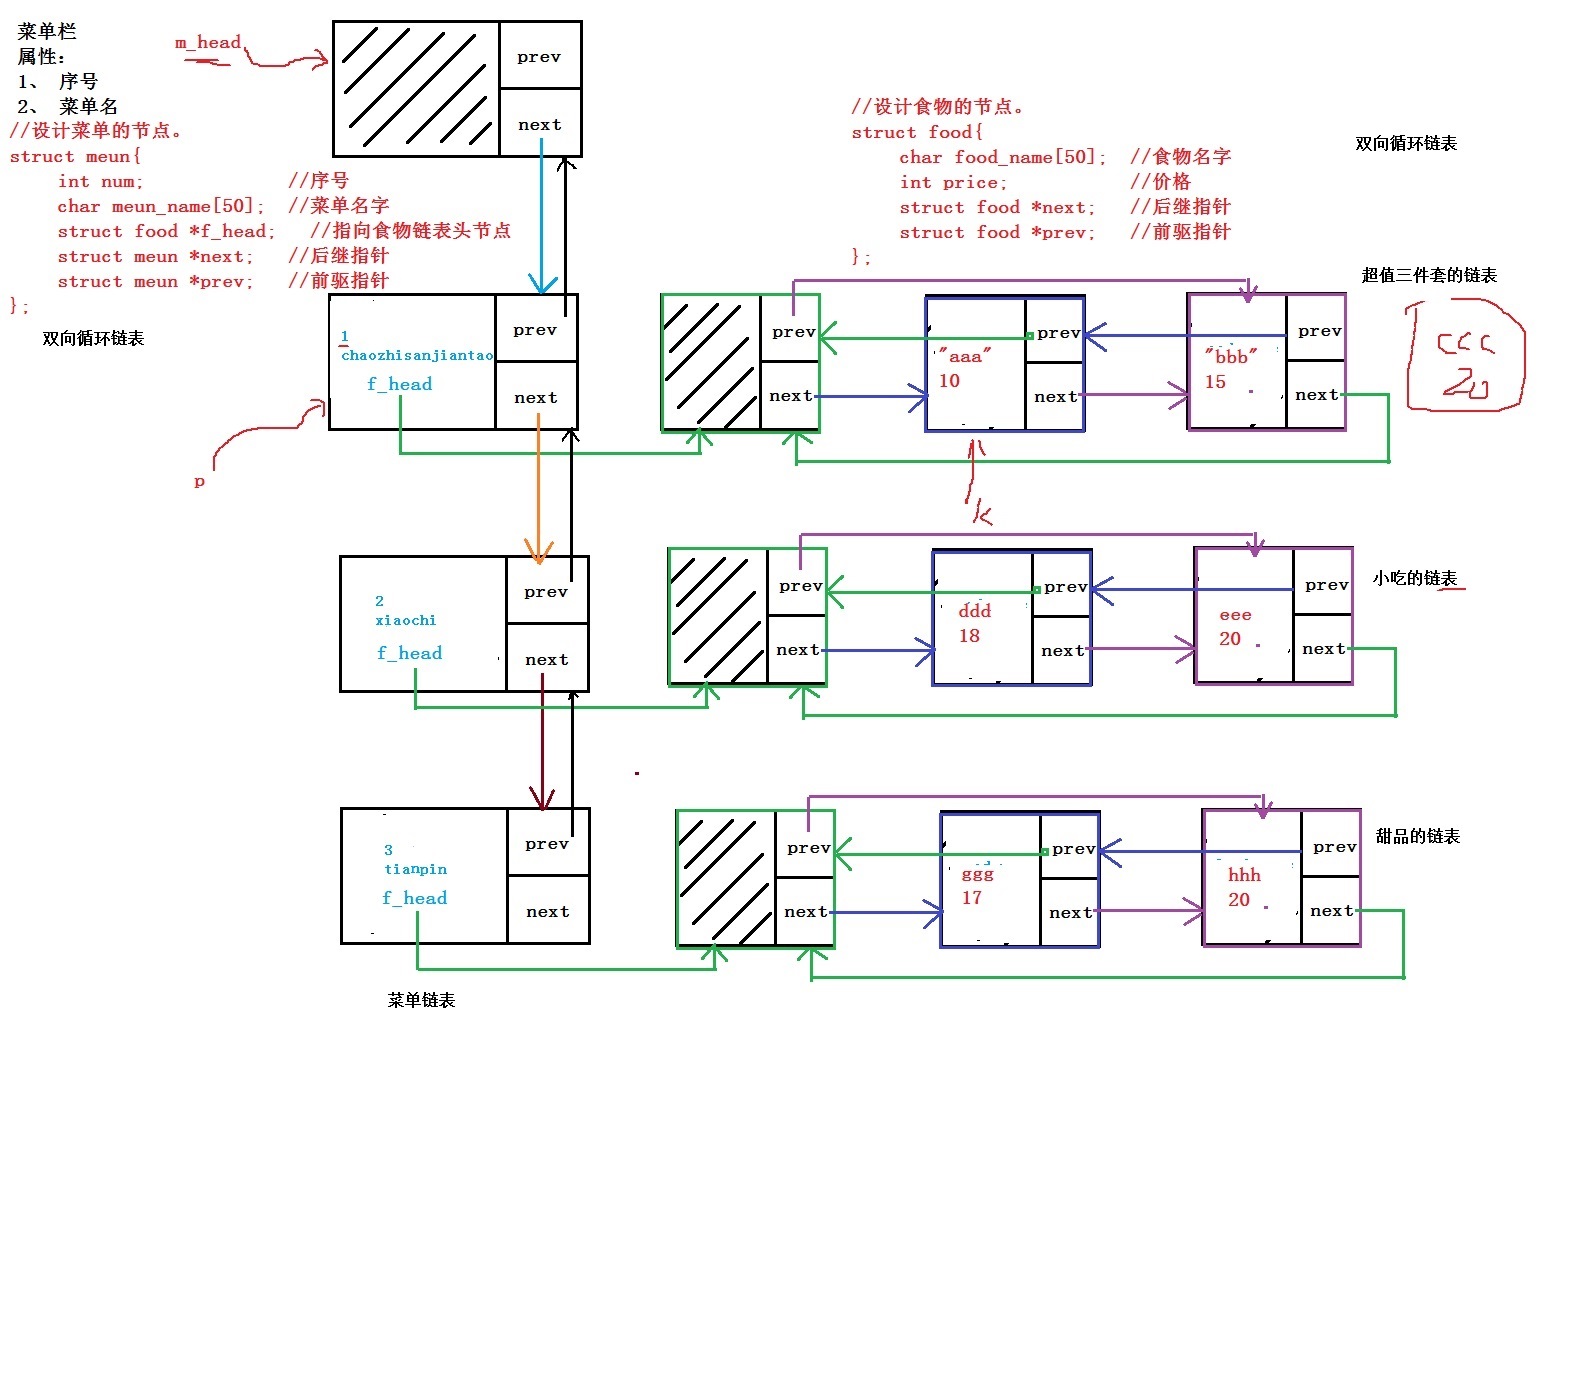 菜单栏
属性:
1、 序号
2、 菜单名
//设计菜单的节点。
struct meun{
int num; //序号
char meun_name[50]; //菜单名字
struct food *f_head; //指向食物链表头节点
struct meun *next; //后继指针
struct meun *prev; //前驱指针
};
双向循环链表
m_head
prev
next
//设计食物的节点。
struct food{
char food_name[50]; //食物名字
int price; //价格
struct food *next; //后继指针
struct food *prev; //前驱指针
};
双向循环链表
超值三件套的链表
1
chaozhisanjiantao
f_head
prev
next
p
prev
next
"aaa"
10
prev
next
"bbb"
15
prev
next
ccc
20
k
2
xiaochi
f_head
prev
next
prev
next
ddd
18
prev
next
eee
20
prev
next
小吃的链表
3
tianpin
f_head
prev
next
prev
next
ggg
17
prev
next
hhh
20
prev
next
甜品的链表
菜单链表